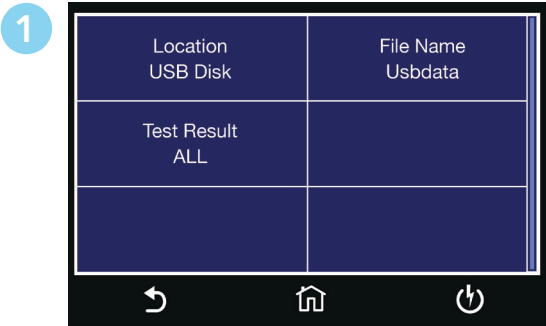 1
Location
USB Disk
File Name
Usbdata
Test Result
ALL